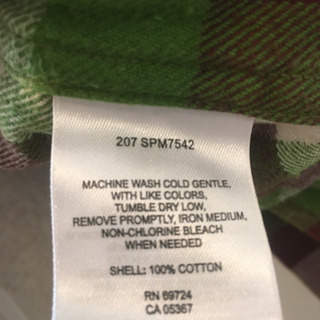 207 SPM7542
MACHINE WASH COLD GENTLE,
WITH LIKE COLORS,
TUMBLE DRY LOW,
REMOVE PROMPTLY, IRON MEDIUM,
NON-CHLORINE BLEACH
WHEN NEEDED
SHELL: 100% COTTON
RN 69724
CA 05367